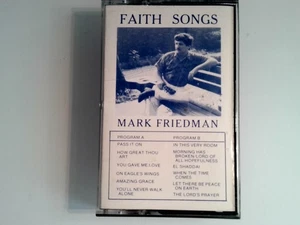 FAITH SONGS
MARK FRIEDMAN
PROGRAM A
PASS IT ON
HOW GREAT THOU
ART
YOU GAVE ME LOVE
ON EAGLE'S WINGS
AMAZING GRACE
YOU'LL NEVER WALK
ALONE
PROGRAM B
IN THIS VERY ROOM
MORNING HAS
BROKEN/LORD OF
ALL HOPEFULNESS
EL SHADDAI
WHEN THE TIME
COMES
LET THERE BE PEACE
ON EARTH
THE LORD'S PRAYER